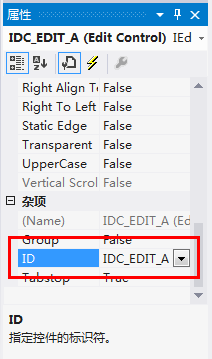 属性
IDC_EDIT_A (Edit Control) IEd
Right Align T False
Right To Left False
Static Edge False
Transparent False
UpperCase False
Vertical Scrol False
杂项
(Name) IDC_EDIT_A (Ed
Group False
ID IDC_EDIT_A
Tabstop True
ID
指定控件的标识符。